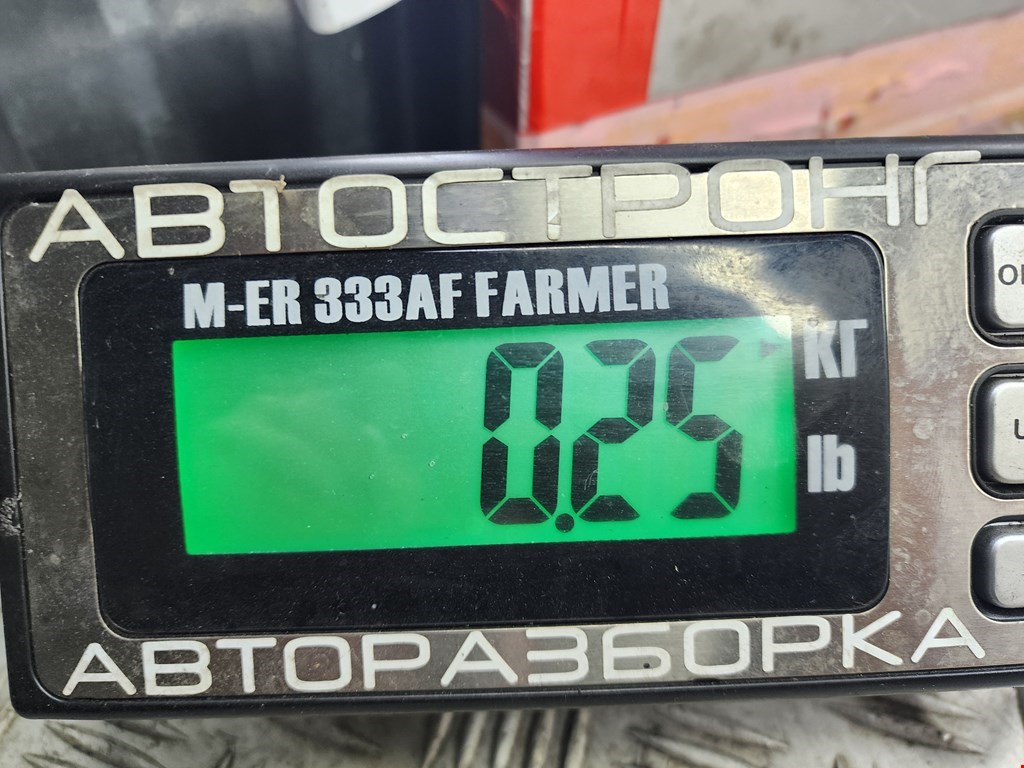 АВТОСТРОНГ
M-ER 333AF FARMER
0.25
КГ
lb
АВТОРАЗБОРКА